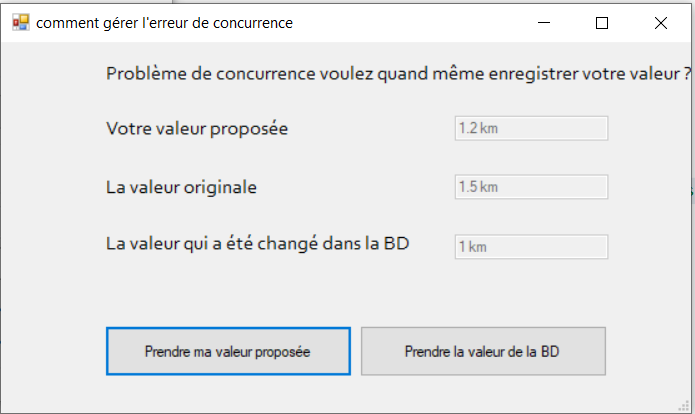 comment gérer l'erreur de concurrence
Problème de concurrence voulez quand même enregistrer votre valeur ?
Votre valeur proposée 1.2 km
La valeur originale 1.5 km
La valeur qui a été changé dans la BD 1 km
Prendre ma valeur proposée Prendre la valeur de la BD